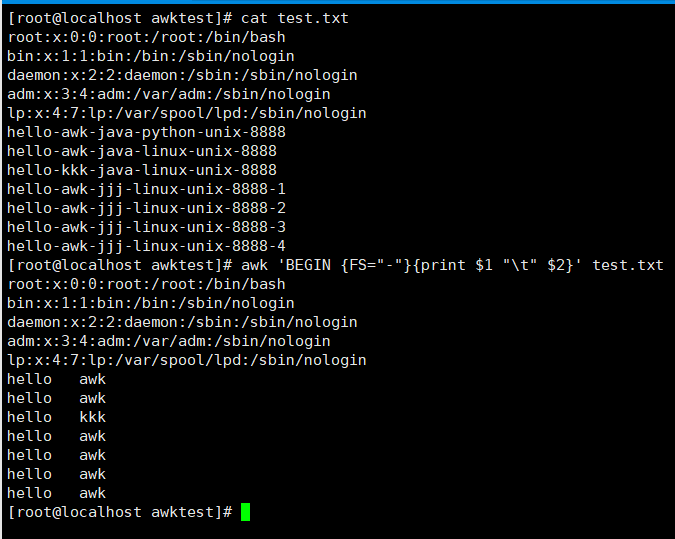 [root@localhost awktest]# cat test.txt
root:x:0:0:root:/root:/bin/bash
bin:x:1:1:bin:/bin:/sbin/nologin
daemon:x:2:2:daemon:/sbin:/sbin/nologin
adm:x:3:4:adm:/var/adm:/sbin/nologin
lp:x:4:7:lp:/var/spool/lpd:/sbin/nologin
hello-awk-java-python-unix-8888
hello-awk-java-linux-unix-8888
hello-kkk-java-linux-unix-8888
hello-awk-jjj-linux-unix-8888-1
hello-awk-jjj-linux-unix-8888-2
hello-awk-jjj-linux-unix-8888-3
hello-awk-jjj-linux-unix-8888-4
[root@localhost awktest]# awk 'BEGIN {FS="-"}{print $1 "\t" $2}' test.txt
root:x:0:0:root:/root:/bin/bash
bin:x:1:1:bin:/bin:/sbin/nologin
daemon:x:2:2:daemon:/sbin:/sbin/nologin
adm:x:3:4:adm:/var/adm:/sbin/nologin
lp:x:4:7:lp:/var/spool/lpd:/sbin/nologin
hello   awk
hello   awk
hello   kkk
hello   awk
hello   awk
hello   awk
hello   awk
[root@localhost awktest]#